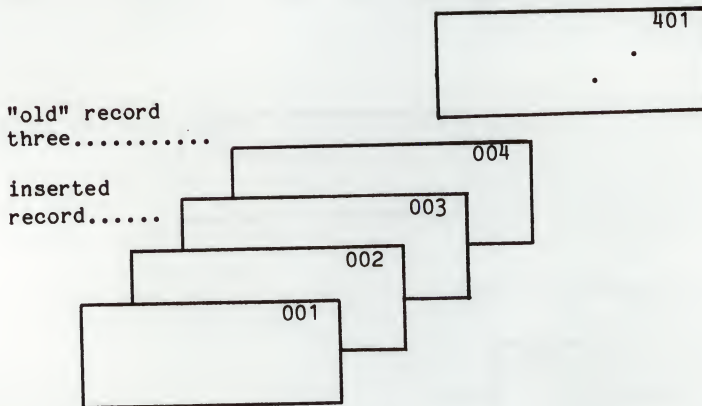 401
"old" record
three...........
004
inserted
record......
003
002
001